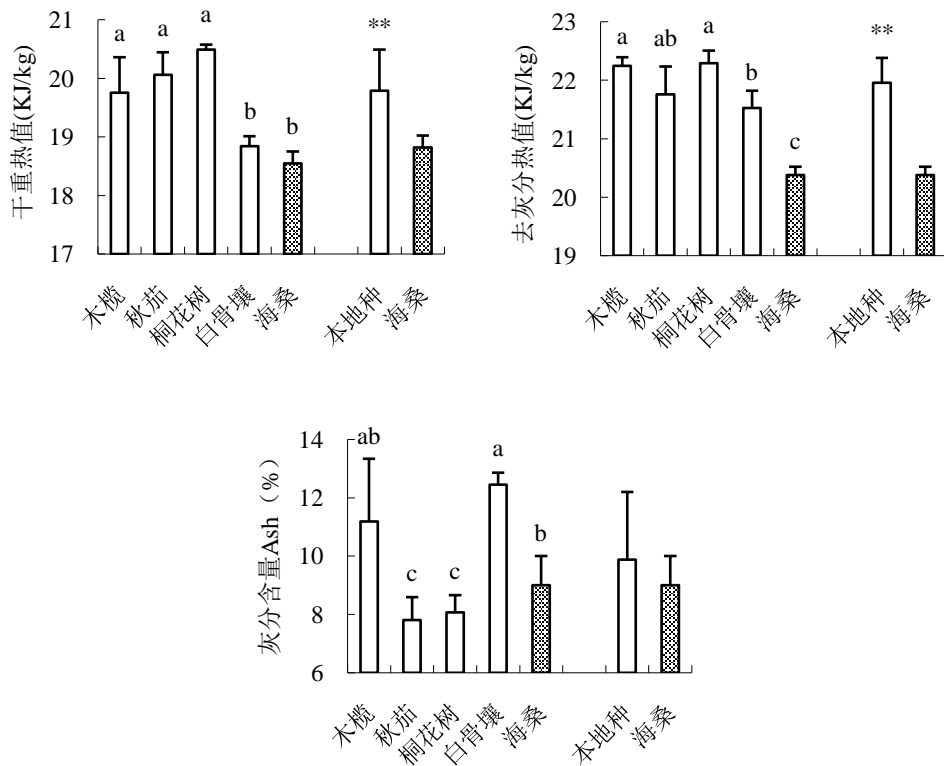 干重热值(KJ/kg)
21
20
19
18
17
a
a
a
b
b
**
木榄
秋茄
桐花树
白骨壤
海桑
本地种
海桑
去灰分热值(KJ/kg)
23
22
21
20
19
a
ab
a
b
c
**
木榄
秋茄
桐花树
白骨壤
海桑
本地种
海桑
灰分含量Ash（%）
14
12
10
8
6
ab
c
c
a
b
木榄
秋茄
桐花树
白骨壤
海桑
本地种
海桑